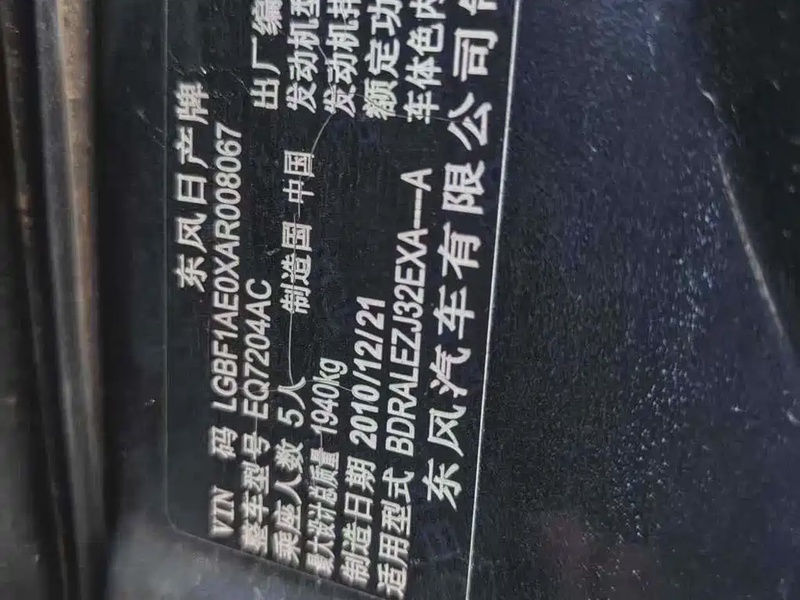 东风日产牌
VIN 码 LGBF1AE0XAR008067
整车型号 EQ7204AC 出厂编
乘座人数 5人 制造国 中国 发动机型
最大设计总质量 1940kg 发动机排
制造日期 2010/12/21 额定功
适用型式 BDRALEZJ32EXA---A 车体色内
东风汽车有限公司